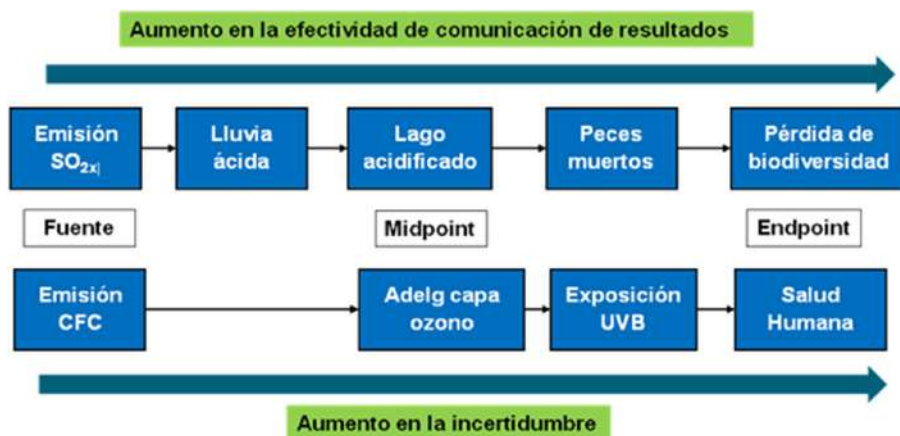 Aumento en la efectividad de comunicación de resultados
Emisión
SO2x|
Lluvia
ácida
Lago
acidificado
Peces
muertos
Pérdida de
biodiversidad
Fuente
Midpoint
Endpoint
Emisión
CFC
Adelg capa
ozono
Exposición
UVB
Salud
Humana
Aumento en la incertidumbre